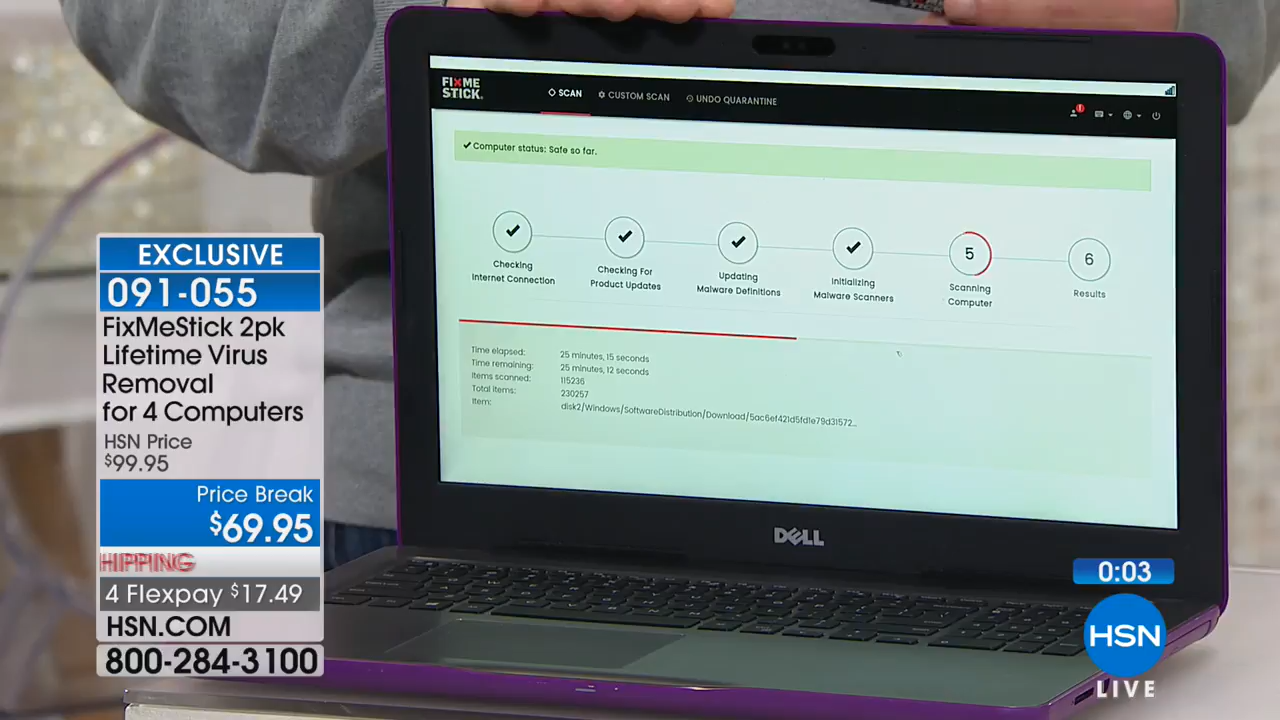 EXCLUSIVE
091-055
FixMeStick 2pk
Lifetime Virus
Removal
for 4 Computers
HSN Price
$99.95
Price Break
$69.95
HIPPING
4 Flexpay $17.49
HSN.COM
800-284-3100
FIXME
STICK.
SCAN
CUSTOM SCAN
UNDO QUARANTINE
Computer status: Safe so far.
Checking
Internet Connection
Checking For
Product Updates
Updating
Malware Definitions
Initializing
Malware Scanners
5
Scanning
Computer
6
Results
Time elapsed: 25 minutes, 15 seconds
Time remaining: 25 minutes, 12 seconds
Items scanned: 115236
Total items: 230257
Item: disk2/Windows/SoftwareDistribution/Download/5ac6ef421d5fd1e79d31572...
DELL
0:03
HSN
LIVE